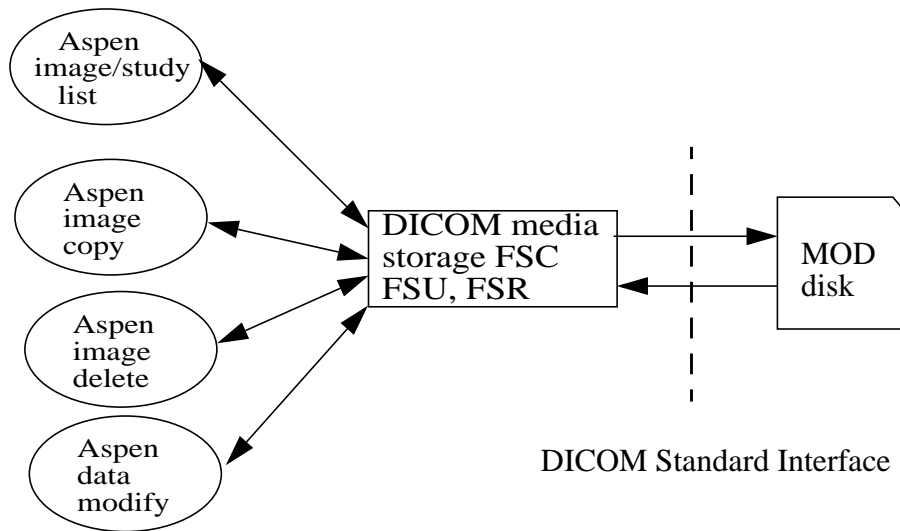 Aspen
image/study
list
Aspen
image
copy
Aspen
image
delete
Aspen
data
modify
DICOM media
storage FSC
FSU, FSR
MOD
disk
DICOM Standard Interface